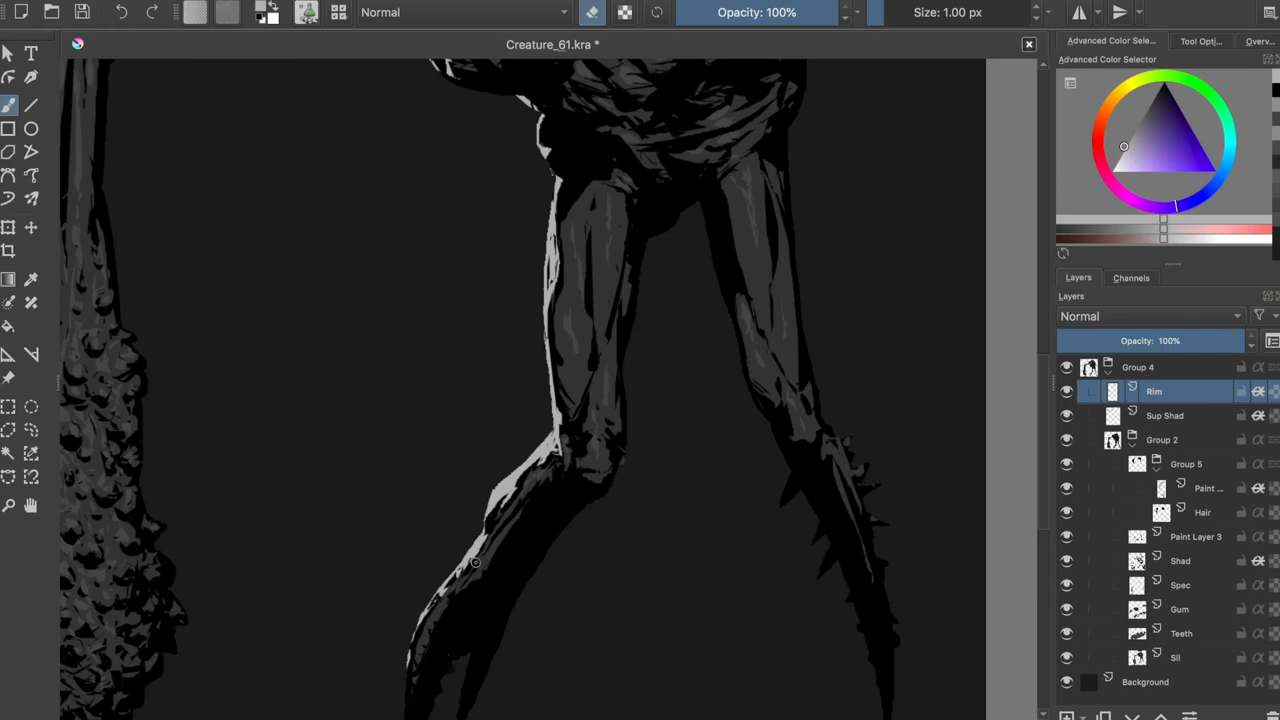 Normal
Opacity: 100%
Size: 1.00 px
Creature_61.kra *
Advanced Color Sele...
Tool Opti...
Overv...
Advanced Color Selector
Layers
Channels
Layers
Normal
Opacity: 100%
Group 4
Rim
Sup Shad
Group 2
Group 5
Paint ...
Hair
Paint Layer 3
Shad
Spec
Gum
Teeth
Sil
Background